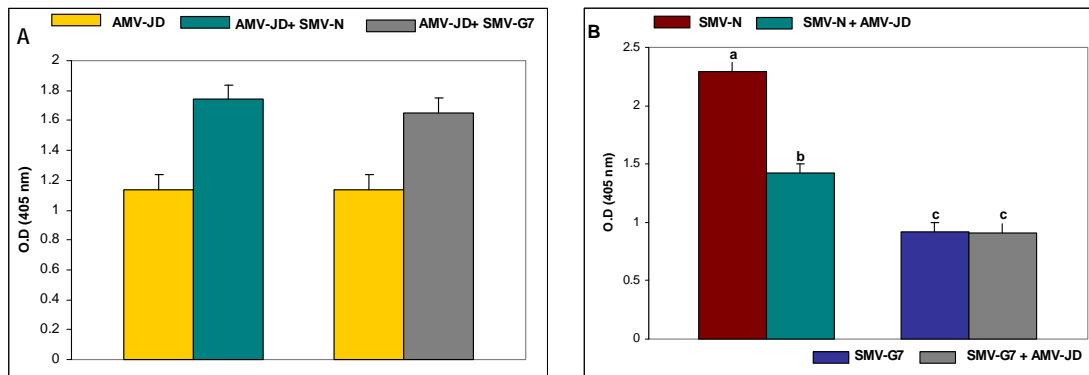 A
AMV-JD
AMV-JD+ SMV-N
AMV-JD+ SMV-G7
O.D (405 nm)
2
1.8
1.6
1.4
1.2
1
0.8
0.6
0.4
0.2
0
B
SMV-N
SMV-N + AMV-JD
O.D (405 nm)
2.5
2
1.5
1
0.5
0
a
b
c
c
SMV-G7
SMV-G7 + AMV-JD